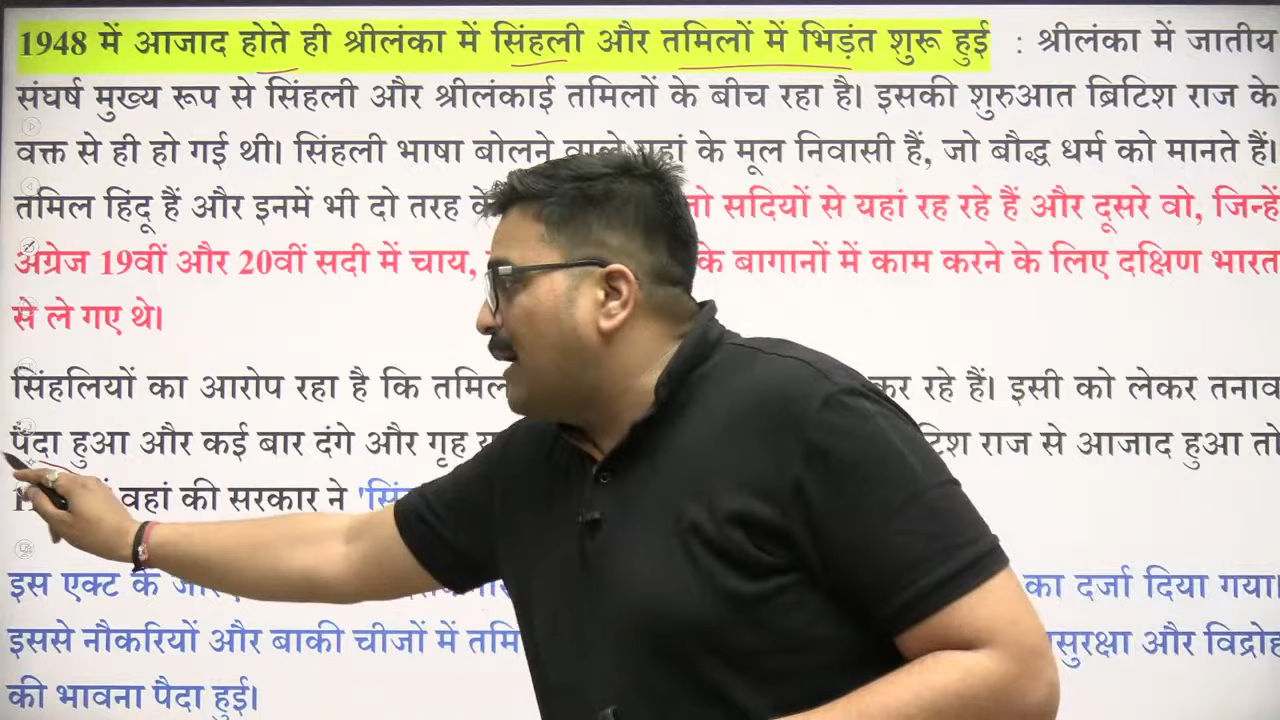 1948 में आजाद होते ही श्रीलंका में सिंहली और तमिलों में भिड़ंत शुरू हुई : श्रीलंका में जातीय
संघर्ष मुख्य रूप से सिंहली और श्रीलंकाई तमिलों के बीच रहा है। इसकी शुरुआत ब्रिटिश राज के
वक्त से ही हो गई थी। सिंहली भाषा बोलने वाले यहां के मूल निवासी हैं, जो बौद्ध धर्म को मानते हैं।
तमिल हिंदू हैं और इनमें भी दो तरह के सदियों से यहां रह रहे हैं और दूसरे वो, जिन्हें
अंग्रेज 19वीं और 20वीं सदी में चाय, के बागानों में काम करने के लिए दक्षिण भारत
से ले गए थे।
सिंहलियों का आरोप रहा है कि कर रहे हैं। इसी को लेकर तनाव
पैदा हुआ और कई बार दंगे और गृह राज से आजाद हुआ तो
वहां की सरकार ने
इस एक्ट के का दर्जा दिया गया।
इससे नौकरियों और बाकी चीजों में और विद्रोह
की भावना पैदा हुई।